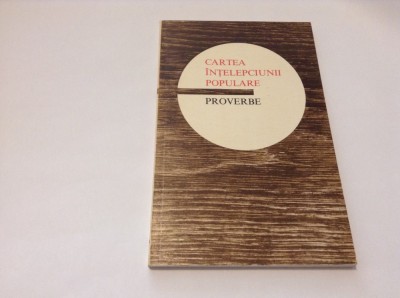 CARTEA
ÎNȚELEPCIUNII
POPULARE
PROVERBE